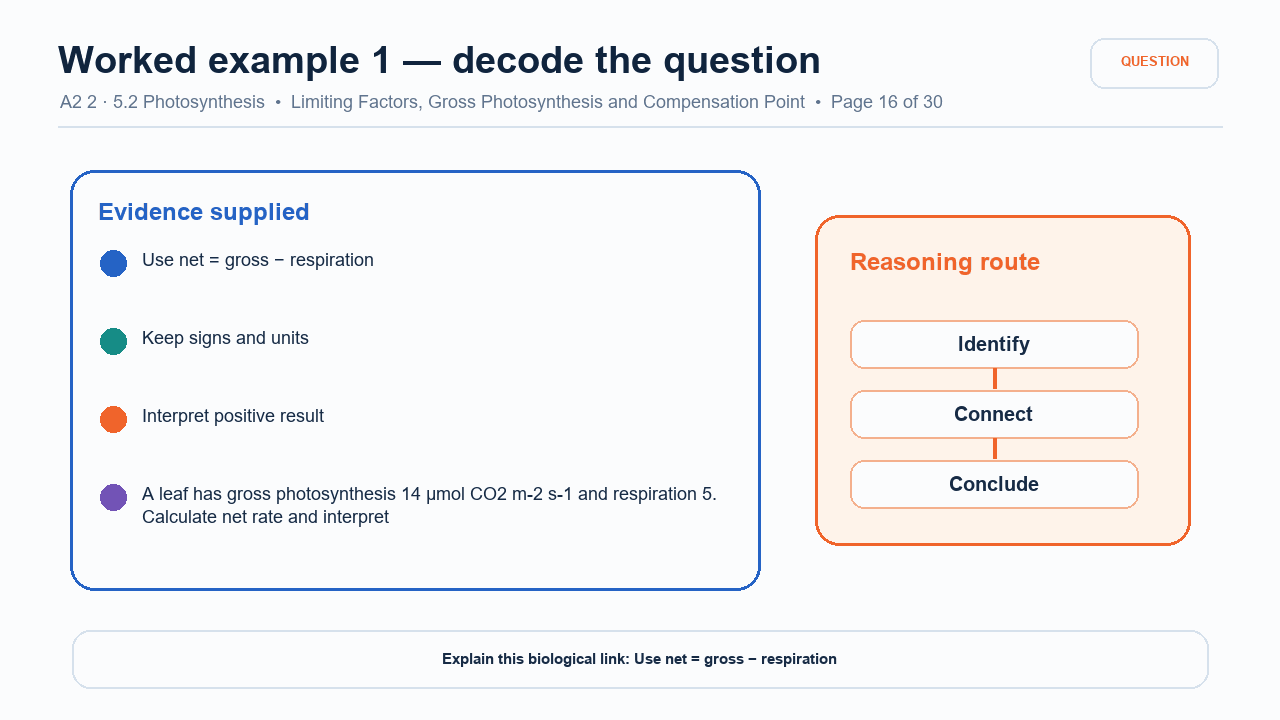 Worked example 1 — decode the question
QUESTION
A2 2 · 5.2 Photosynthesis • Limiting Factors, Gross Photosynthesis and Compensation Point • Page 16 of 30
Evidence supplied
Use net = gross − respiration
Keep signs and units
Interpret positive result
A leaf has gross photosynthesis 14 µmol CO2 m-2 s-1 and respiration 5.
Calculate net rate and interpret
Reasoning route
Identify
Connect
Conclude
Explain this biological link: Use net = gross − respiration